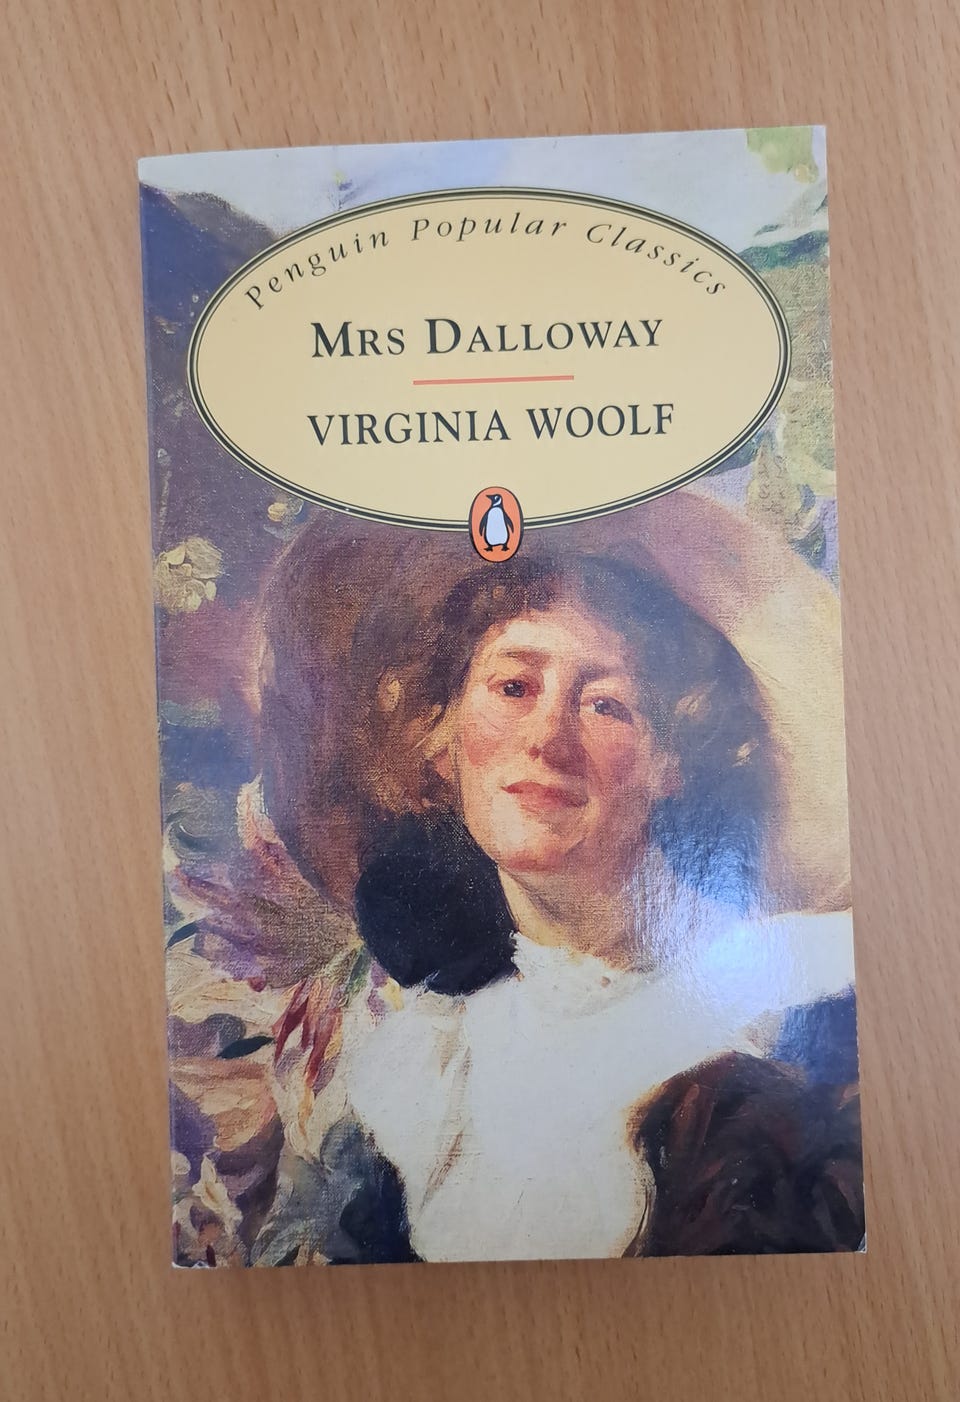 Penguin Popular Classics
MRS DALLOWAY
VIRGINIA WOOLF